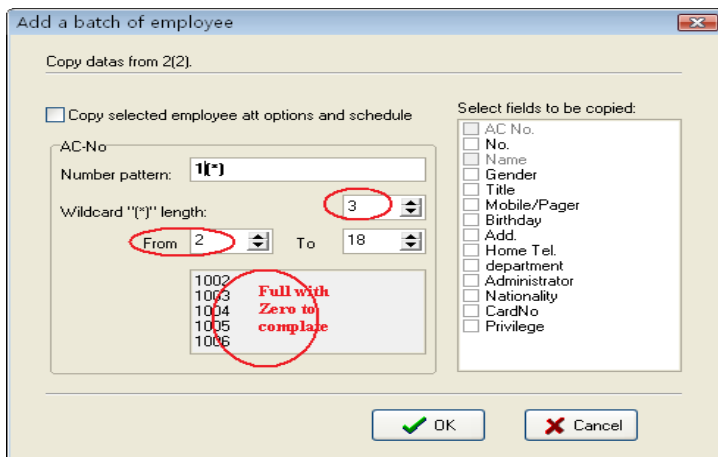 Add a batch of employee
Copy datas from 2(2).
Copy selected employee att options and schedule
AC-No
Number pattern: 1(*)
Wildcard "(*)" length: 3
From 2 To 18
1002
1003
1004
1005
1006
Full with
Zero to
complate
Select fields to be copied:
AC No.
No.
Name
Gender
Title
Mobile/Pager
Birthday
Add.
Home Tel.
department
Administrator
Nationality
CardNo
Privilege
OK
Cancel